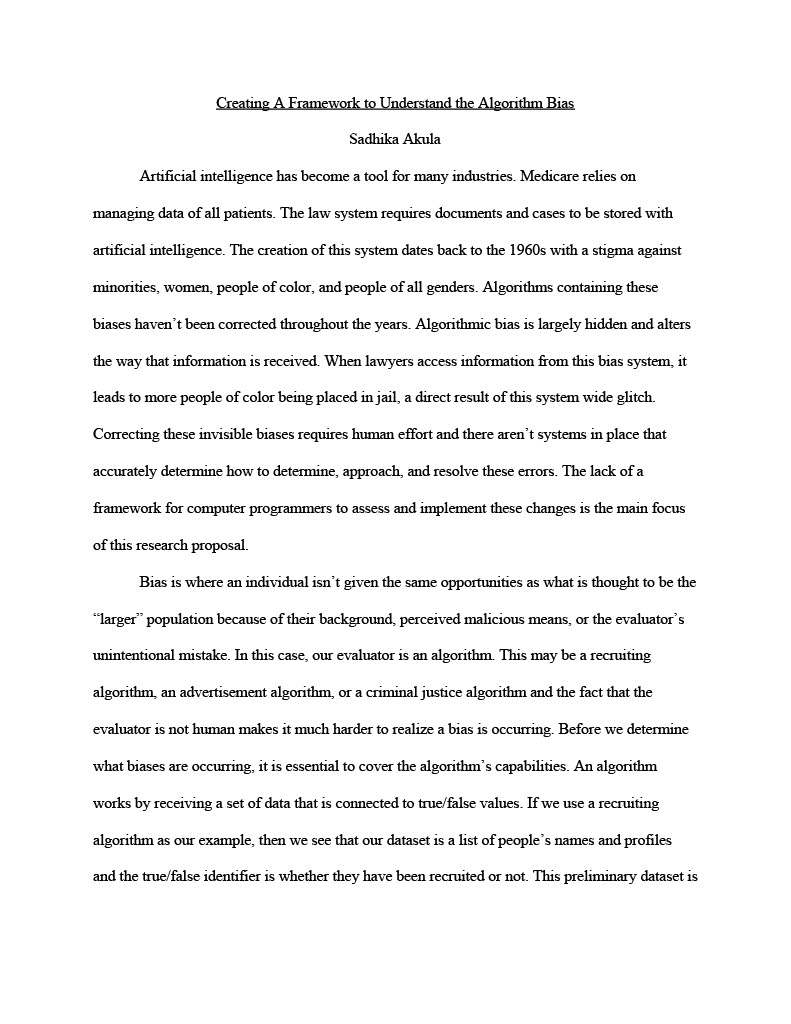 Creating A Framework to Understand the Algorithm Bias
Sadhika Akula
Artificial intelligence has become a tool for many industries. Medicare relies on
managing data of all patients. The law system requires documents and cases to be stored with
artificial intelligence. The creation of this system dates back to the 1960s with a stigma against
minorities, women, people of color, and people of all genders. Algorithms containing these
biases haven’t been corrected throughout the years. Algorithmic bias is largely hidden and alters
the way that information is received. When lawyers access information from this bias system, it
leads to more people of color being placed in jail, a direct result of this system wide glitch.
Correcting these invisible biases requires human effort and there aren’t systems in place that
accurately determine how to determine, approach, and resolve these errors. The lack of a
framework for computer programmers to assess and implement these changes is the main focus
of this research proposal.
Bias is where an individual isn’t given the same opportunities as what is thought to be the
“larger” population because of their background, perceived malicious means, or the evaluator’s
unintentional mistake. In this case, our evaluator is an algorithm. This may be a recruiting
algorithm, an advertisement algorithm, or a criminal justice algorithm and the fact that the
evaluator is not human makes it much harder to realize a bias is occurring. Before we determine
what biases are occurring, it is essential to cover the algorithm’s capabilities. An algorithm
works by receiving a set of data that is connected to true/false values. If we use a recruiting
algorithm as our example, then we see that our dataset is a list of people’s names and profiles
and the true/false identifier is whether they have been recruited or not. This preliminary dataset is